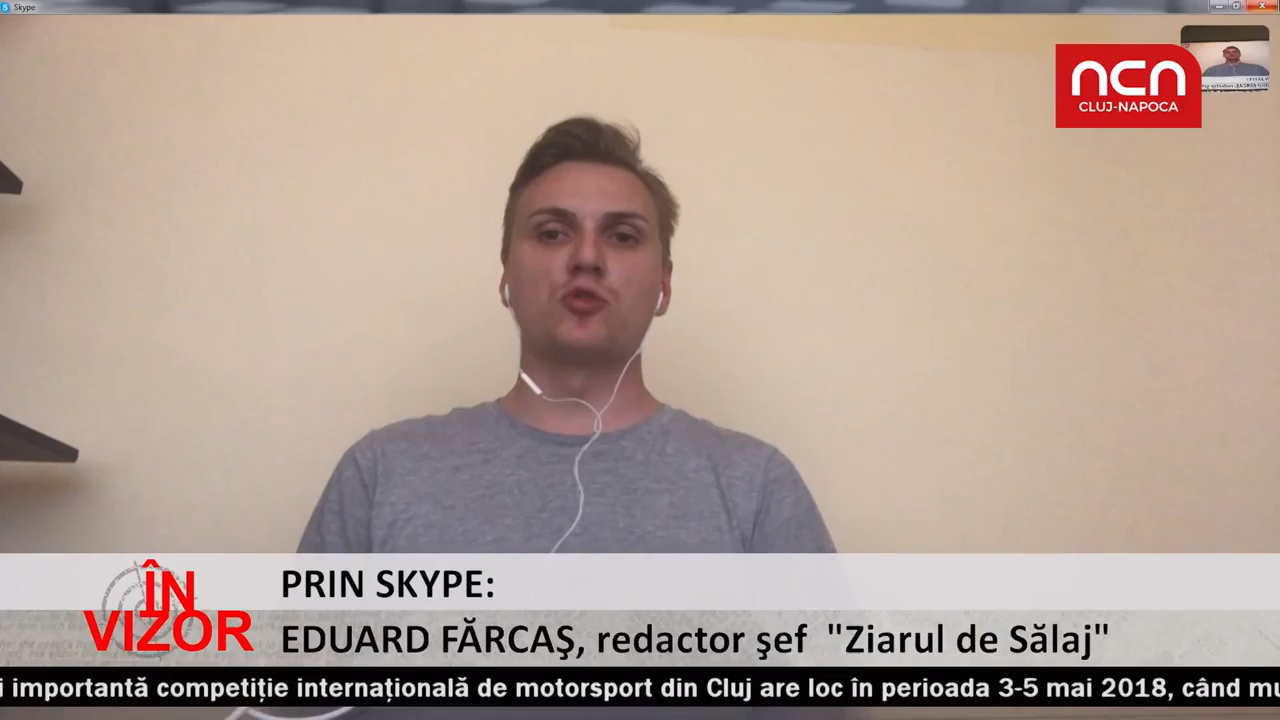 Skype
ncn
CLUJ-NAPOCA
ÎN
VIZOR
PRIN SKYPE:
EDUARD FĂRCAŞ, redactor şef "Ziarul de Sălaj"
i importantă competiție internațională de motorsport din Cluj are loc în perioada 3-5 mai 2018, când mu